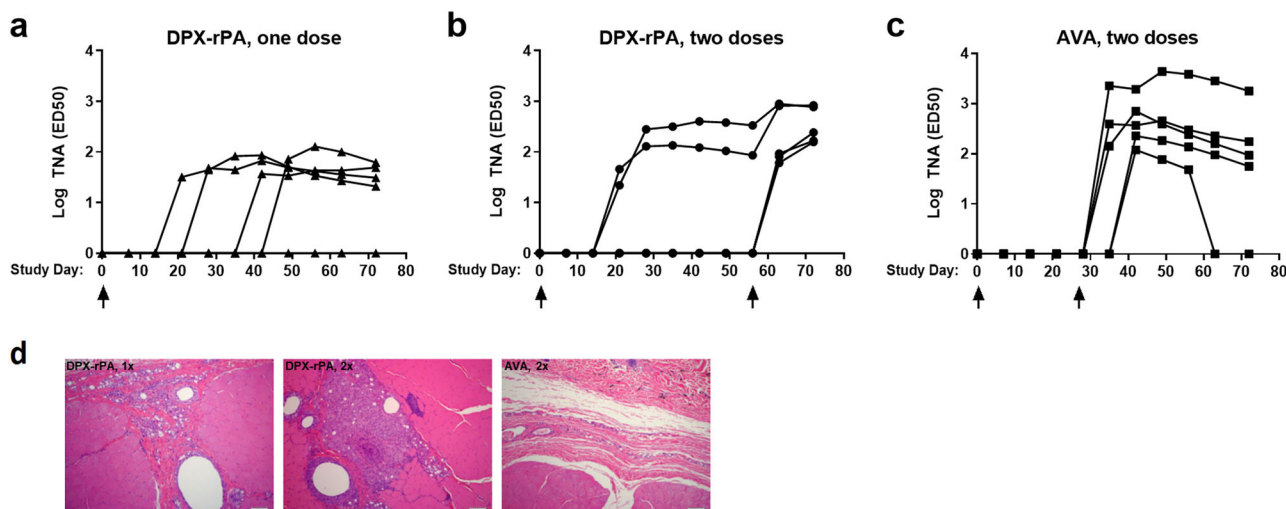 a
DPX-rPA, one dose
Log TNA (ED50)
4
3
2
1
0
Study Day: 0 10 20 30 40 50 60 70 80
b
DPX-rPA, two doses
Log TNA (ED50)
4
3
2
1
0
0 10 20 30 40 50 60 70 80
c
AVA, two doses
Log TNA (ED50)
4
3
2
1
0
Study Day: 0 10 20 30 40 50 60 70 80
d
DPX-rPA, 1x
DPX-rPA, 2x
AVA, 2x